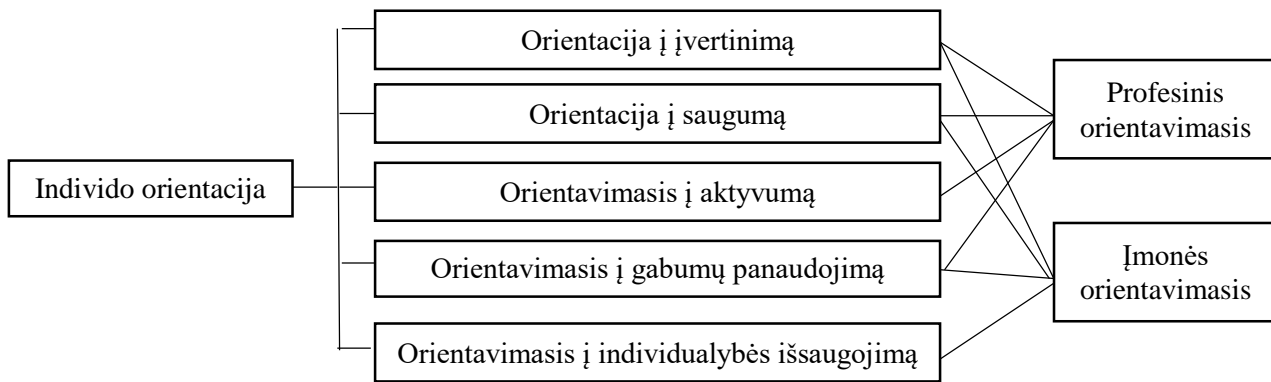 Individo orientacija
Orientacija į įvertinimą
Orientacija į saugumą
Orientavimasis į aktyvumą
Orientavimasis į gabumų panaudojimą
Orientavimasis į individualybės išsaugojimą
Profesinis
orientavimasis
Įmonės
orientavimasis